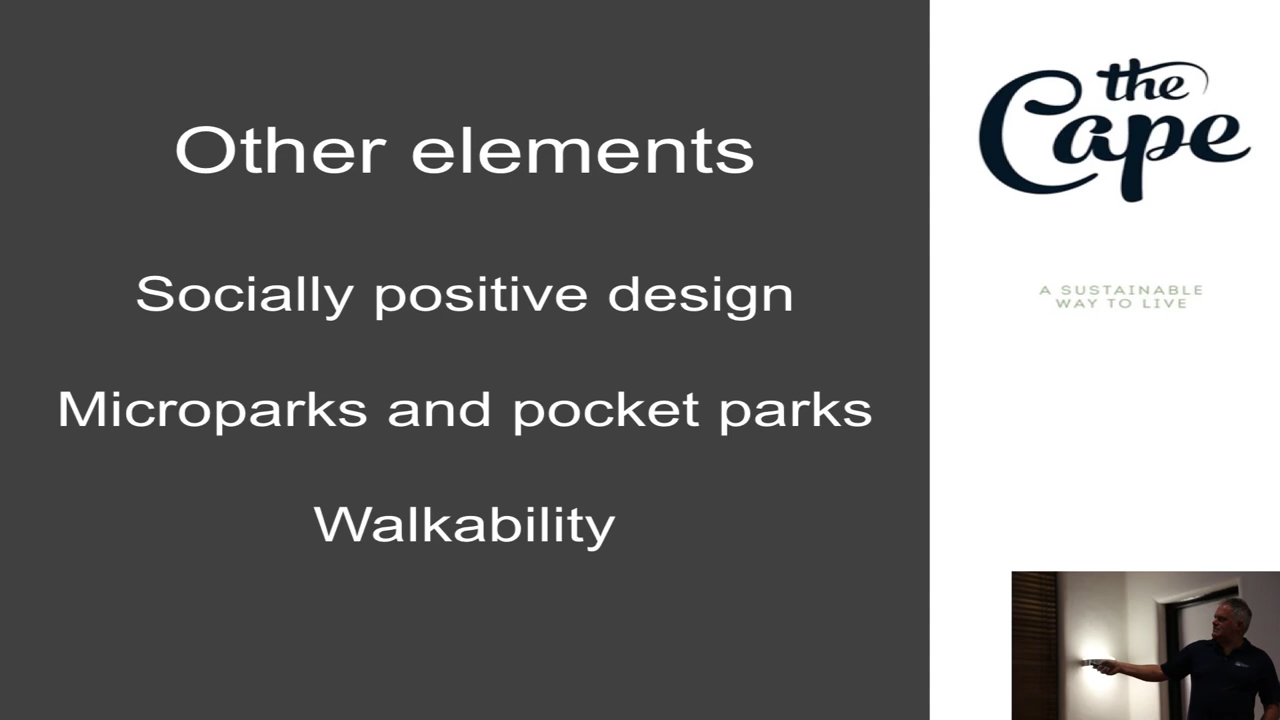 Other elements
Socially positive design
Microparks and pocket parks
Walkability
the
Cape
A SUSTAINABLE
WAY TO LIVE